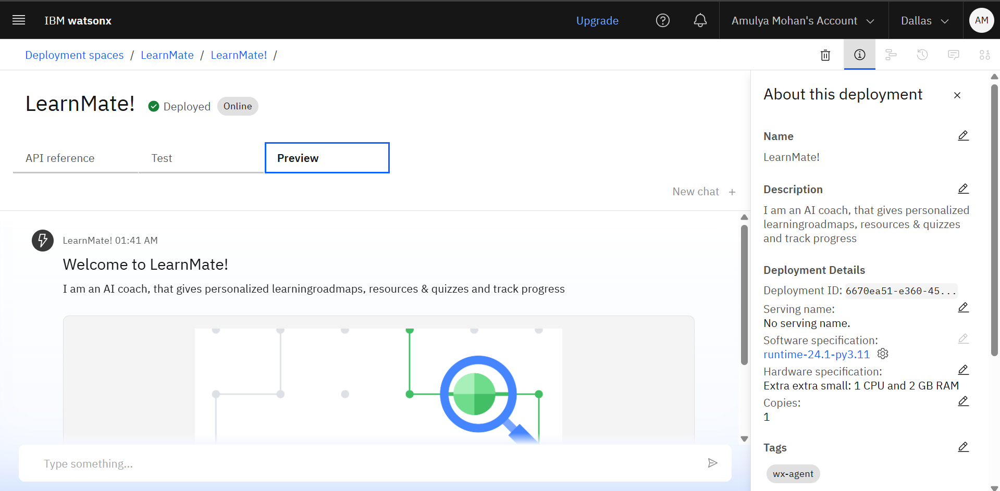 IBM watsonx
Upgrade
Amulya Mohan's Account
Dallas
AM
Deployment spaces / LearnMate / LearnMate! /
LearnMate!
Deployed
Online
API reference
Test
Preview
New chat +
LearnMate! 01:41 AM
Welcome to LearnMate!
I am an AI coach, that gives personalized learningroadmaps, resources & quizzes and track progress
Type something...
About this deployment
Name
LearnMate!
Description
I am an AI coach, that gives personalized
learningroadmaps, resources & quizzes
and track progress
Deployment Details
Deployment ID: 6670ea51-e360-45...
Serving name:
No serving name.
Software specification:
runtime-24.1-py3.11
Hardware specification:
Extra extra small: 1 CPU and 2 GB RAM
Copies:
1
Tags
wx-agent